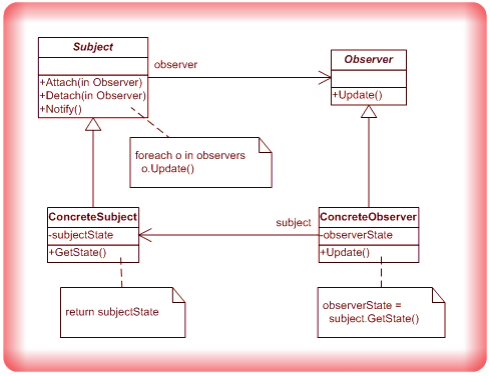 Subject
observer
Observer
+Attach(in Observer)
+Detach(in Observer)
+Notify()
+Update()
foreach o in observers
o.Update()
ConcreteSubject
-subjectState
+GetState()
subject
ConcreteObserver
-observerState
+Update()
return subjectState
observerState =
subject.GetState()